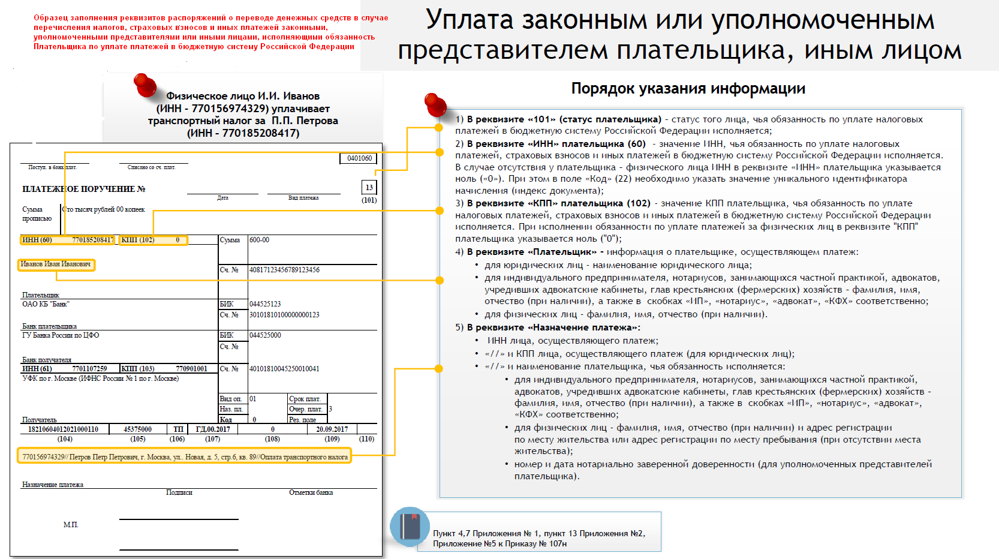 Образец заполнения реквизитов распоряжений о переводе денежных средств в случае
перечисления налогов, страховых взносов и иных платежей законными,
уполномоченными представителями или иными лицами, исполняющими обязанность
Плательщика по уплате платежей в бюджетную систему Российской Федерации
Уплата законным или уполномоченным
представителем плательщика, иным лицом
Физическое лицо И.И. Иванов
(ИНН - 770156974329) уплачивает
транспортный налог за П.П. Петрова
(ИНН - 770185208417)
0401060
Поступ. в банк плат.
Списано со сч. плат.
ПЛАТЕЖНОЕ ПОРУЧЕНИЕ №
13
Дата
Вид платежа
(101)
Сумма
прописью
Сто тысяч рублей 00 копеек
ИНН (60) 770185208417 КПП (102) 0 Сумма 600-00
Иванов Иван Иванович
Сч. № 40817123456789123456
Плательщик
ОАО КБ "Банк" БИК 044525123
Сч. № 30101810100000000123
Банк плательщика
ГУ Банка России по ЦФО БИК 044525000
Сч. №
Банк получателя
ИНН (61) 7701107259 КПП (103) 770901001 Сч. № 40101810045250010041
УФК по г. Москве (ИФНС России № 1 по г. Москве)
Вид оп. 01 Срок плат.
Наз. пл. Очер. плат. 3
Получатель Код 0 Рез. поле
18210604012021000110 45375000 ТП ГД.00.2017 0 20.09.2017
(104) (105) (106) (107) (108) (109) (110)
770156974329// Петров Петр Петрович, г. Москва, ул.. Новая, д. 5, стр.6, кв. 89//Оплата транспортного налога
Назначение платежа
Подписи Отметки банка
М.П.
Порядок указания информации
1) В реквизите «101» (статус плательщика) - статус того лица, чья обязанность по уплате налоговых
платежей в бюджетную систему Российской Федерации исполняется;
2) В реквизите «ИНН» плательщика (60) - значение ИНН, чья обязанность по уплате налоговых
платежей, страховых взносов и иных платежей в бюджетную систему Российской Федерации исполняется.
В случае отсутствия у плательщика - физического лица ИНН в реквизите «ИНН» плательщика указывается
ноль («0»). При этом в поле «Код» (22) необходимо указать значение уникального идентификатора
начисления (индекс документа);
3) В реквизите «КПП» плательщика (102) - значение КПП плательщика, чья обязанность по уплате
налоговых платежей, страховых взносов и иных платежей в бюджетную систему Российской Федерации
исполняется. При исполнении обязанности по уплате платежей за физических лиц в реквизите "КПП"
плательщика указывается ноль ("0");
4) В реквизите «Плательщик» - информация о плательщике, осуществляющем платеж:
• для юридических лиц - наименование юридического лица;
• для индивидуального предпринимателя, нотариусов, занимающихся частной практикой, адвокатов,
учредивших адвокатские кабинеты, глав крестьянских (фермерских) хозяйств - фамилия, имя,
отчество (при наличии), а также в скобках «ИП», «нотариус», «адвокат», «КФХ» соответственно;
• для физических лиц - фамилия, имя, отчество (при наличии).
5) В реквизите «Назначение платежа»:
• ИНН лица, осуществляющего платеж;
• «//» и КПП лица, осуществляющего платеж (для юридических лиц);
• «//» и наименование плательщика, чья обязанность исполняется:
• для индивидуального предпринимателя, нотариусов, занимающихся частной практикой,
адвокатов, учредивших адвокатские кабинеты, глав крестьянских (фермерских) хозяйств –
фамилия, имя, отчество (при наличии), а также в скобках «ИП», «нотариус», «адвокат»,
«КФХ» соответственно;
• для физических лиц - фамилия, имя, отчество (при наличии) и адрес регистрации
по месту жительства или адрес регистрации по месту пребывания (при отсутствии места
жительства);
• номер и дата нотариально заверенной доверенности (для уполномоченных представителей
плательщика).
Пункт 4,7 Приложения № 1, пункт 13 Приложения №2,
Приложение №5 к Приказу № 107н